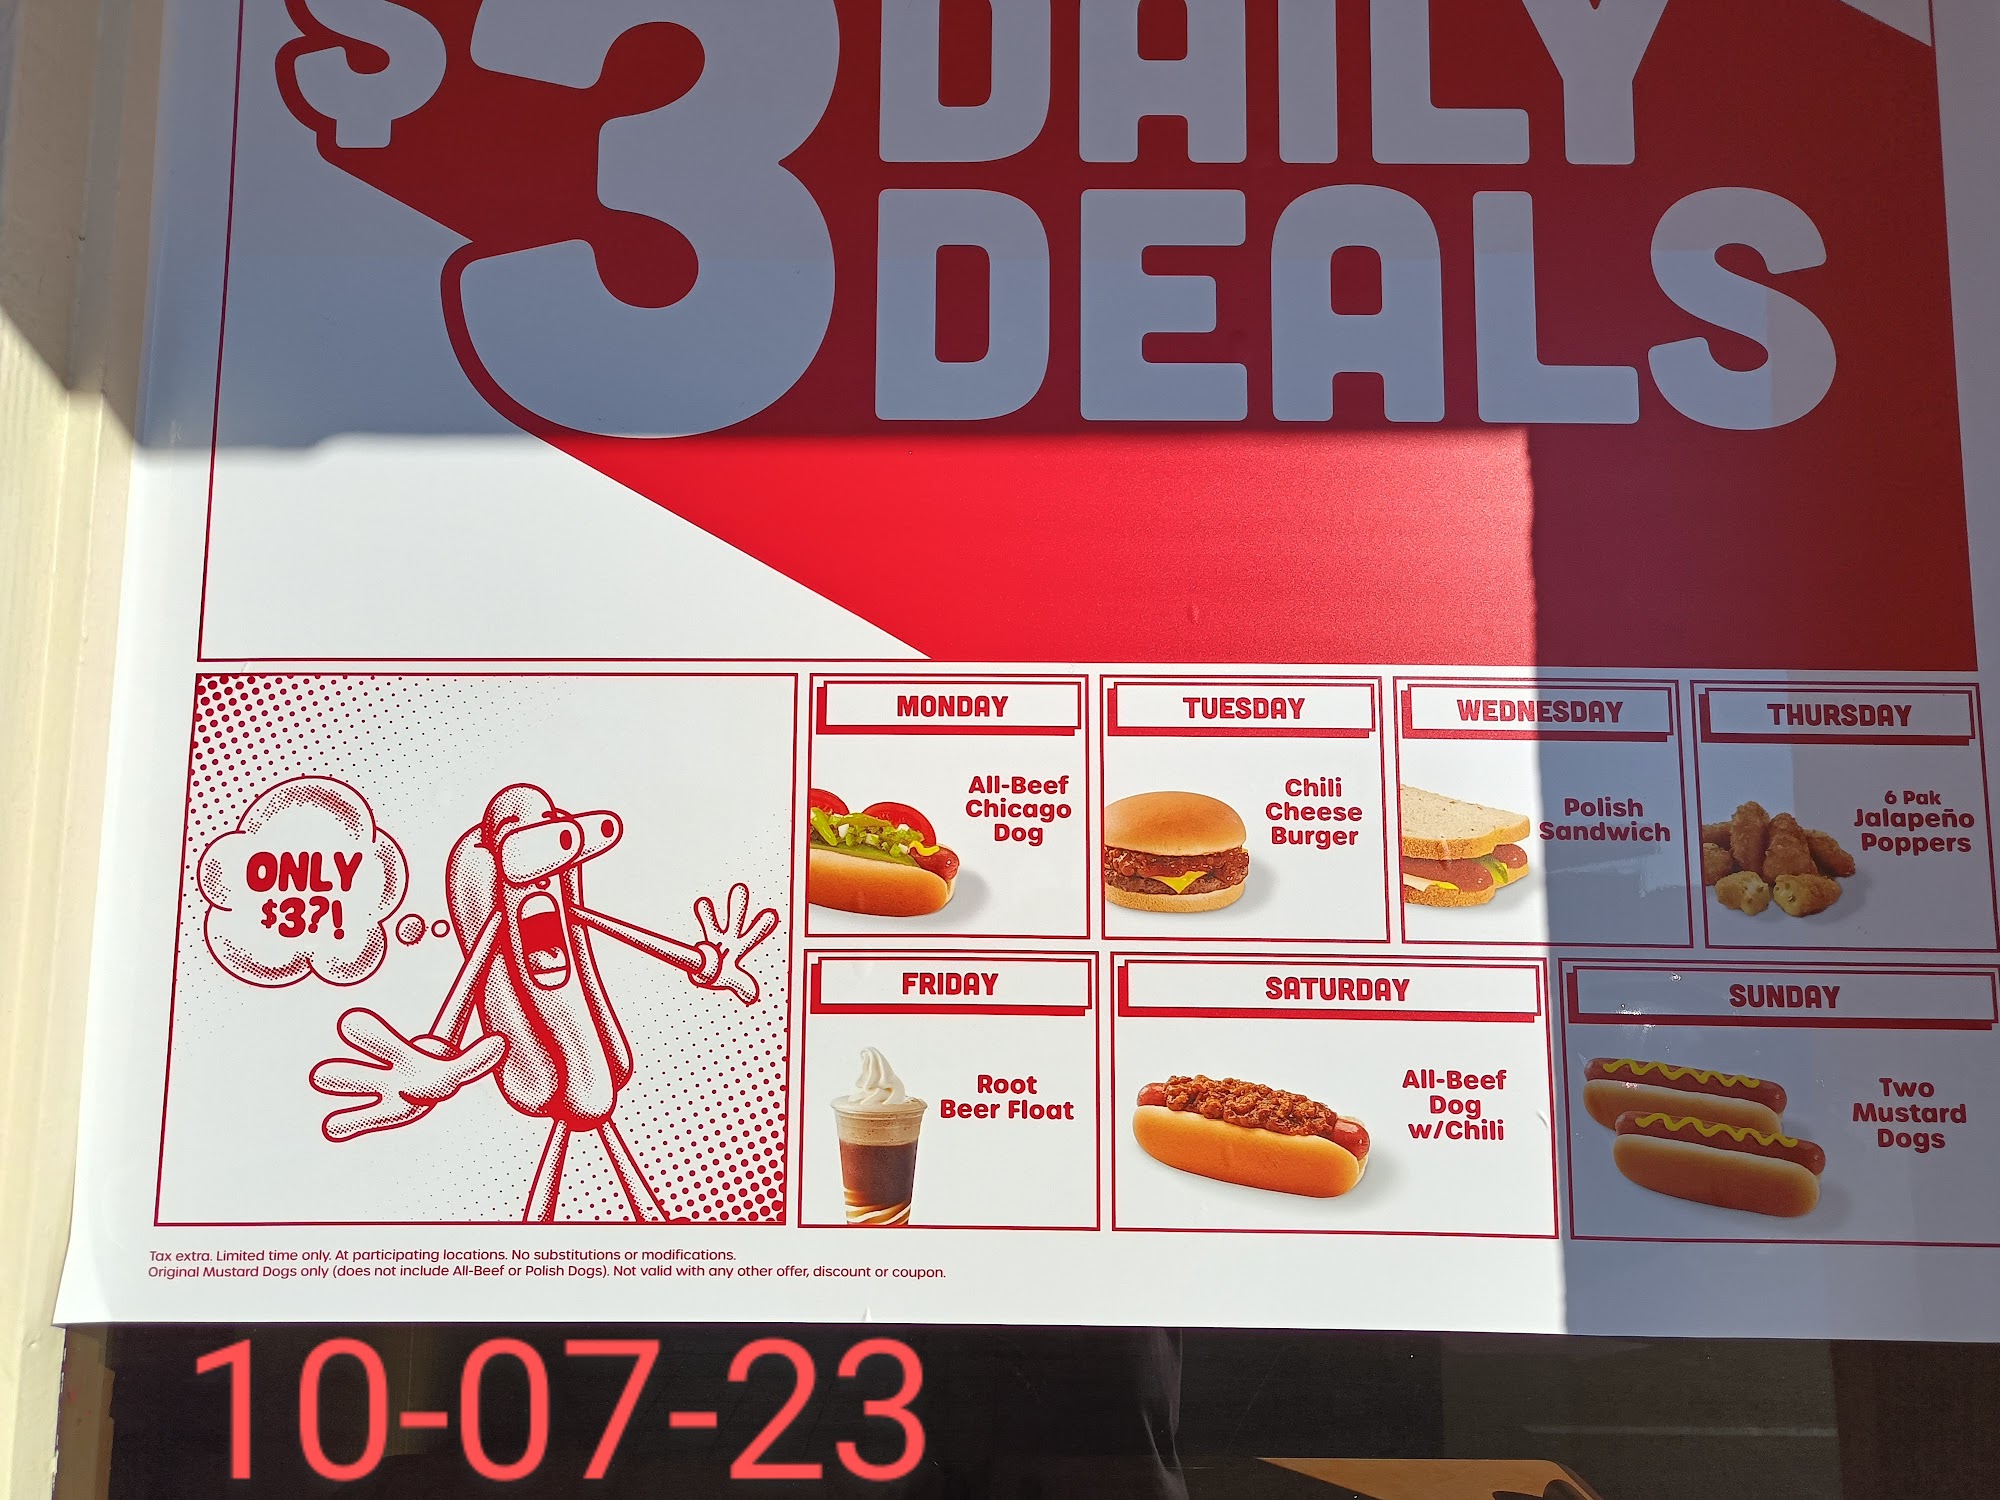 $3 DAILY
DEALS
ONLY
$3?!
MONDAY
All-Beef
Chicago
Dog
TUESDAY
Chili
Cheese
Burger
WEDNESDAY
Polish
Sandwich
THURSDAY
6 Pak
Jalapeño
Poppers
FRIDAY
Root
Beer Float
SATURDAY
All-Beef
Dog
w/Chili
SUNDAY
Two
Mustard
Dogs
Tax extra. Limited time only. At participating locations. No substitutions or modifications.
Original Mustard Dogs only (does not include All-Beef or Polish Dogs). Not valid with any other offer, discount or coupon.
10-07-23